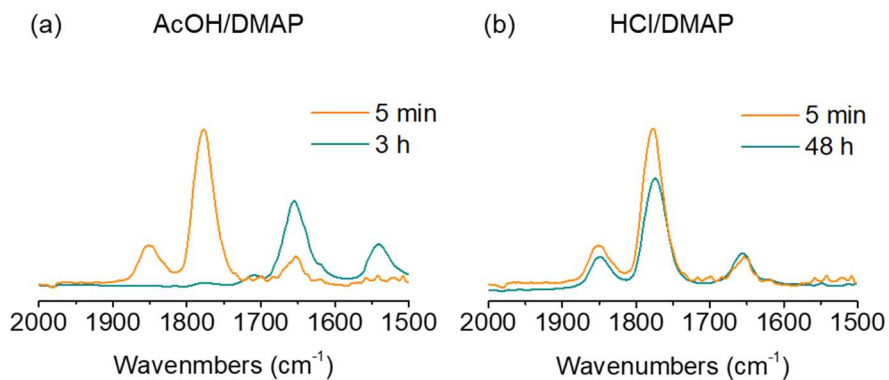 (a) AcOH/DMAP
5 min
3 h
2000 1900 1800 1700 1600 1500
Wavenmbers (cm⁻¹)
(b) HCl/DMAP
5 min
48 h
2000 1900 1800 1700 1600 1500
Wavenumbers (cm⁻¹)